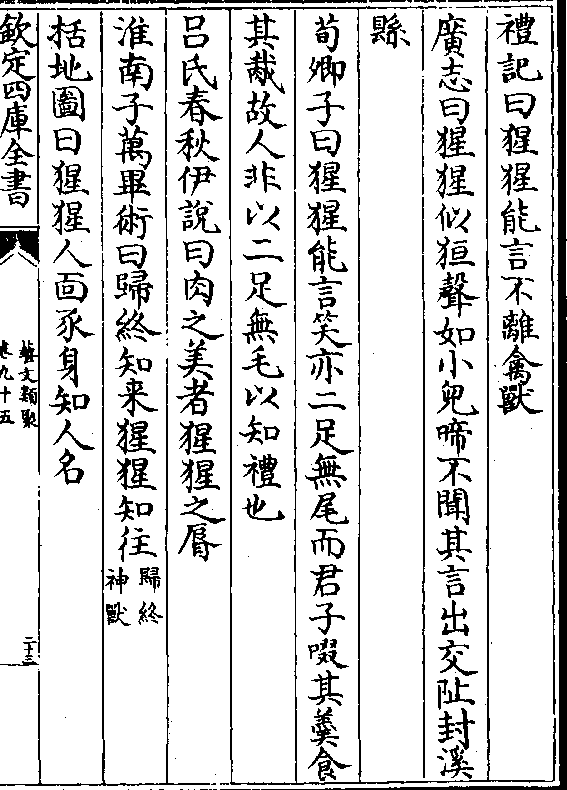 禮記曰猩猩能言不離禽獸
廣志曰猩猩似狟聲如小兒啼不聞其言出交阯封溪
縣
荀卿子曰猩猩能言笑亦二足無尾而君子啜其羹食
其胾故人非以二足無毛以知禮也
呂氏春秋伊說曰肉之美者猩猩之脣
淮南子萬畢術曰歸終知来猩猩知往歸終神獸
括地圖曰猩猩人面豕身知人名
欽定四庫全書
藝文類聚
卷九十五
二十三